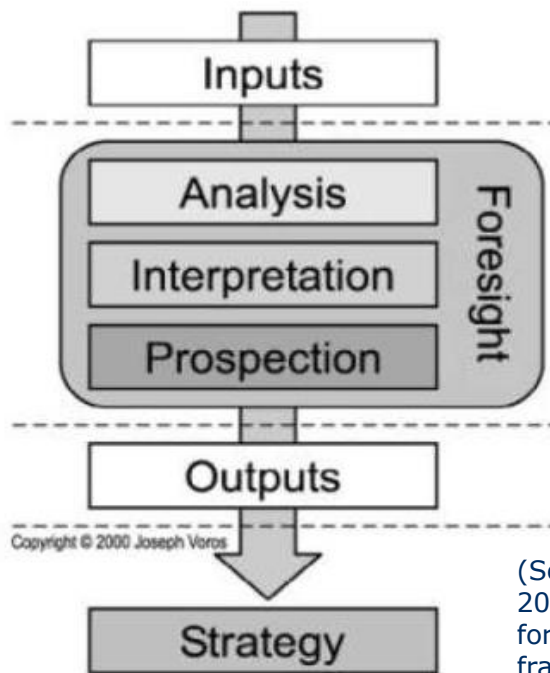 Inputs
Analysis
Interpretation
Prospection
Foresight
Outputs
Copyright © 2000 Joseph Voros
Strategy